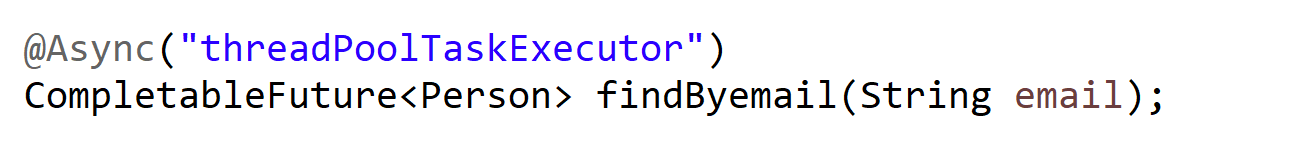 @Async("threadPoolTaskExecutor")
CompletableFuture<Person> findByemail(String email);